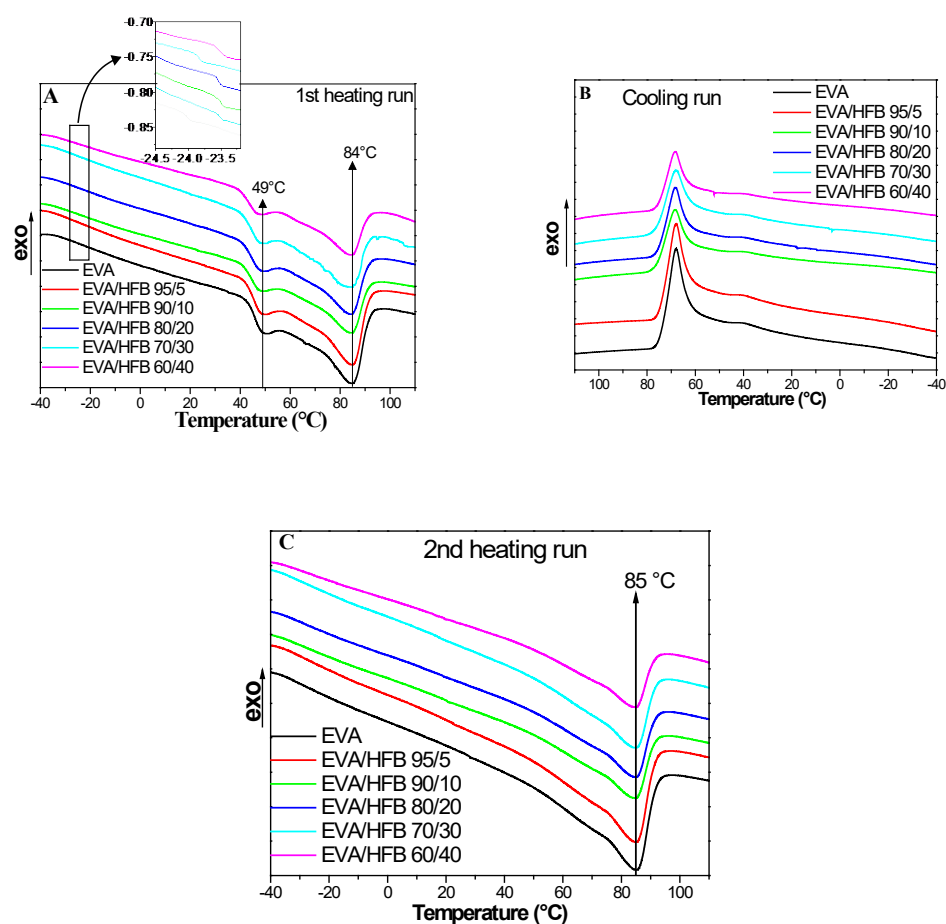 -0.70
-0.75
-0.80
-0.85
-24.5 -24.0 -23.5
A
1st heating run
49°C
84°C
exo
EVA
EVA/HFB 95/5
EVA/HFB 90/10
EVA/HFB 80/20
EVA/HFB 70/30
EVA/HFB 60/40
-40 -20 0 20 40 60 80 100
Temperature (°C)
B
Cooling run
EVA
EVA/HFB 95/5
EVA/HFB 90/10
EVA/HFB 80/20
EVA/HFB 70/30
EVA/HFB 60/40
exo
100 80 60 40 20 0 -20 -40
Temperature (°C)
C
2nd heating run
85 °C
exo
EVA
EVA/HFB 95/5
EVA/HFB 90/10
EVA/HFB 80/20
EVA/HFB 70/30
EVA/HFB 60/40
-40 -20 0 20 40 60 80 100
Temperature (°C)